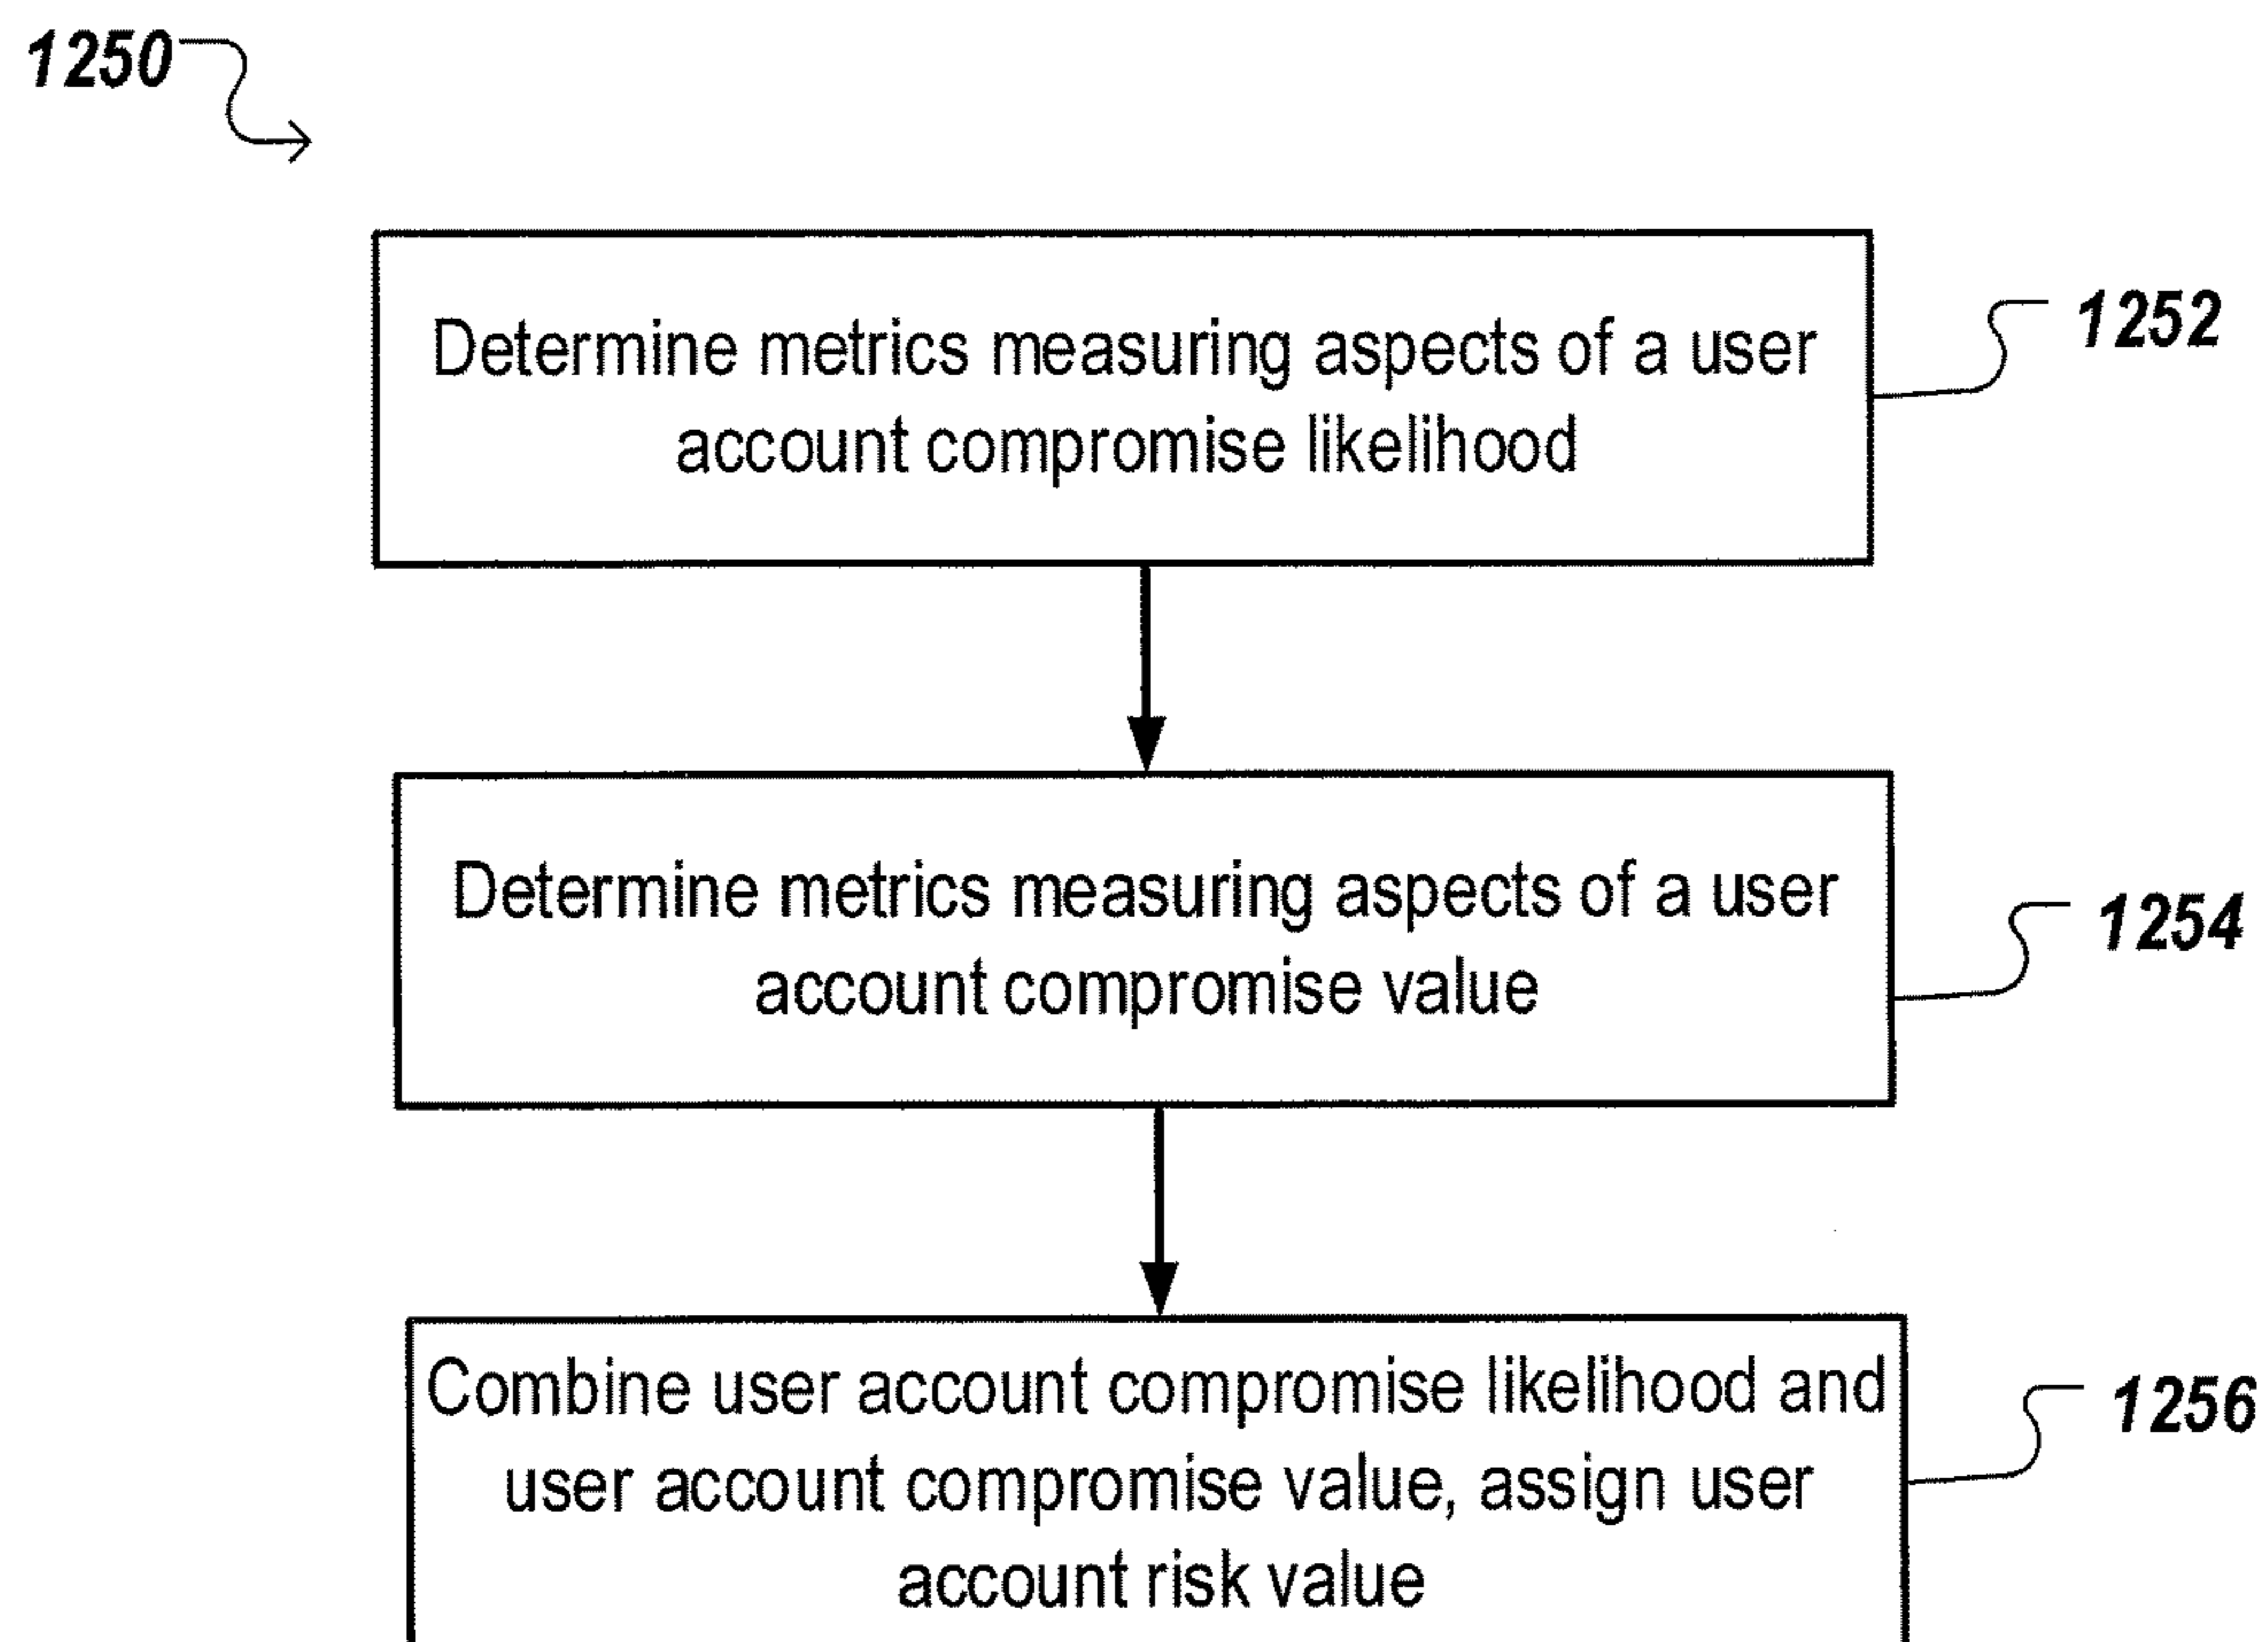 1250
Determine metrics measuring aspects of a user
account compromise likelihood
1252
Determine metrics measuring aspects of a user
account compromise value
1254
Combine user account compromise likelihood and
user account compromise value, assign user
account risk value
1256